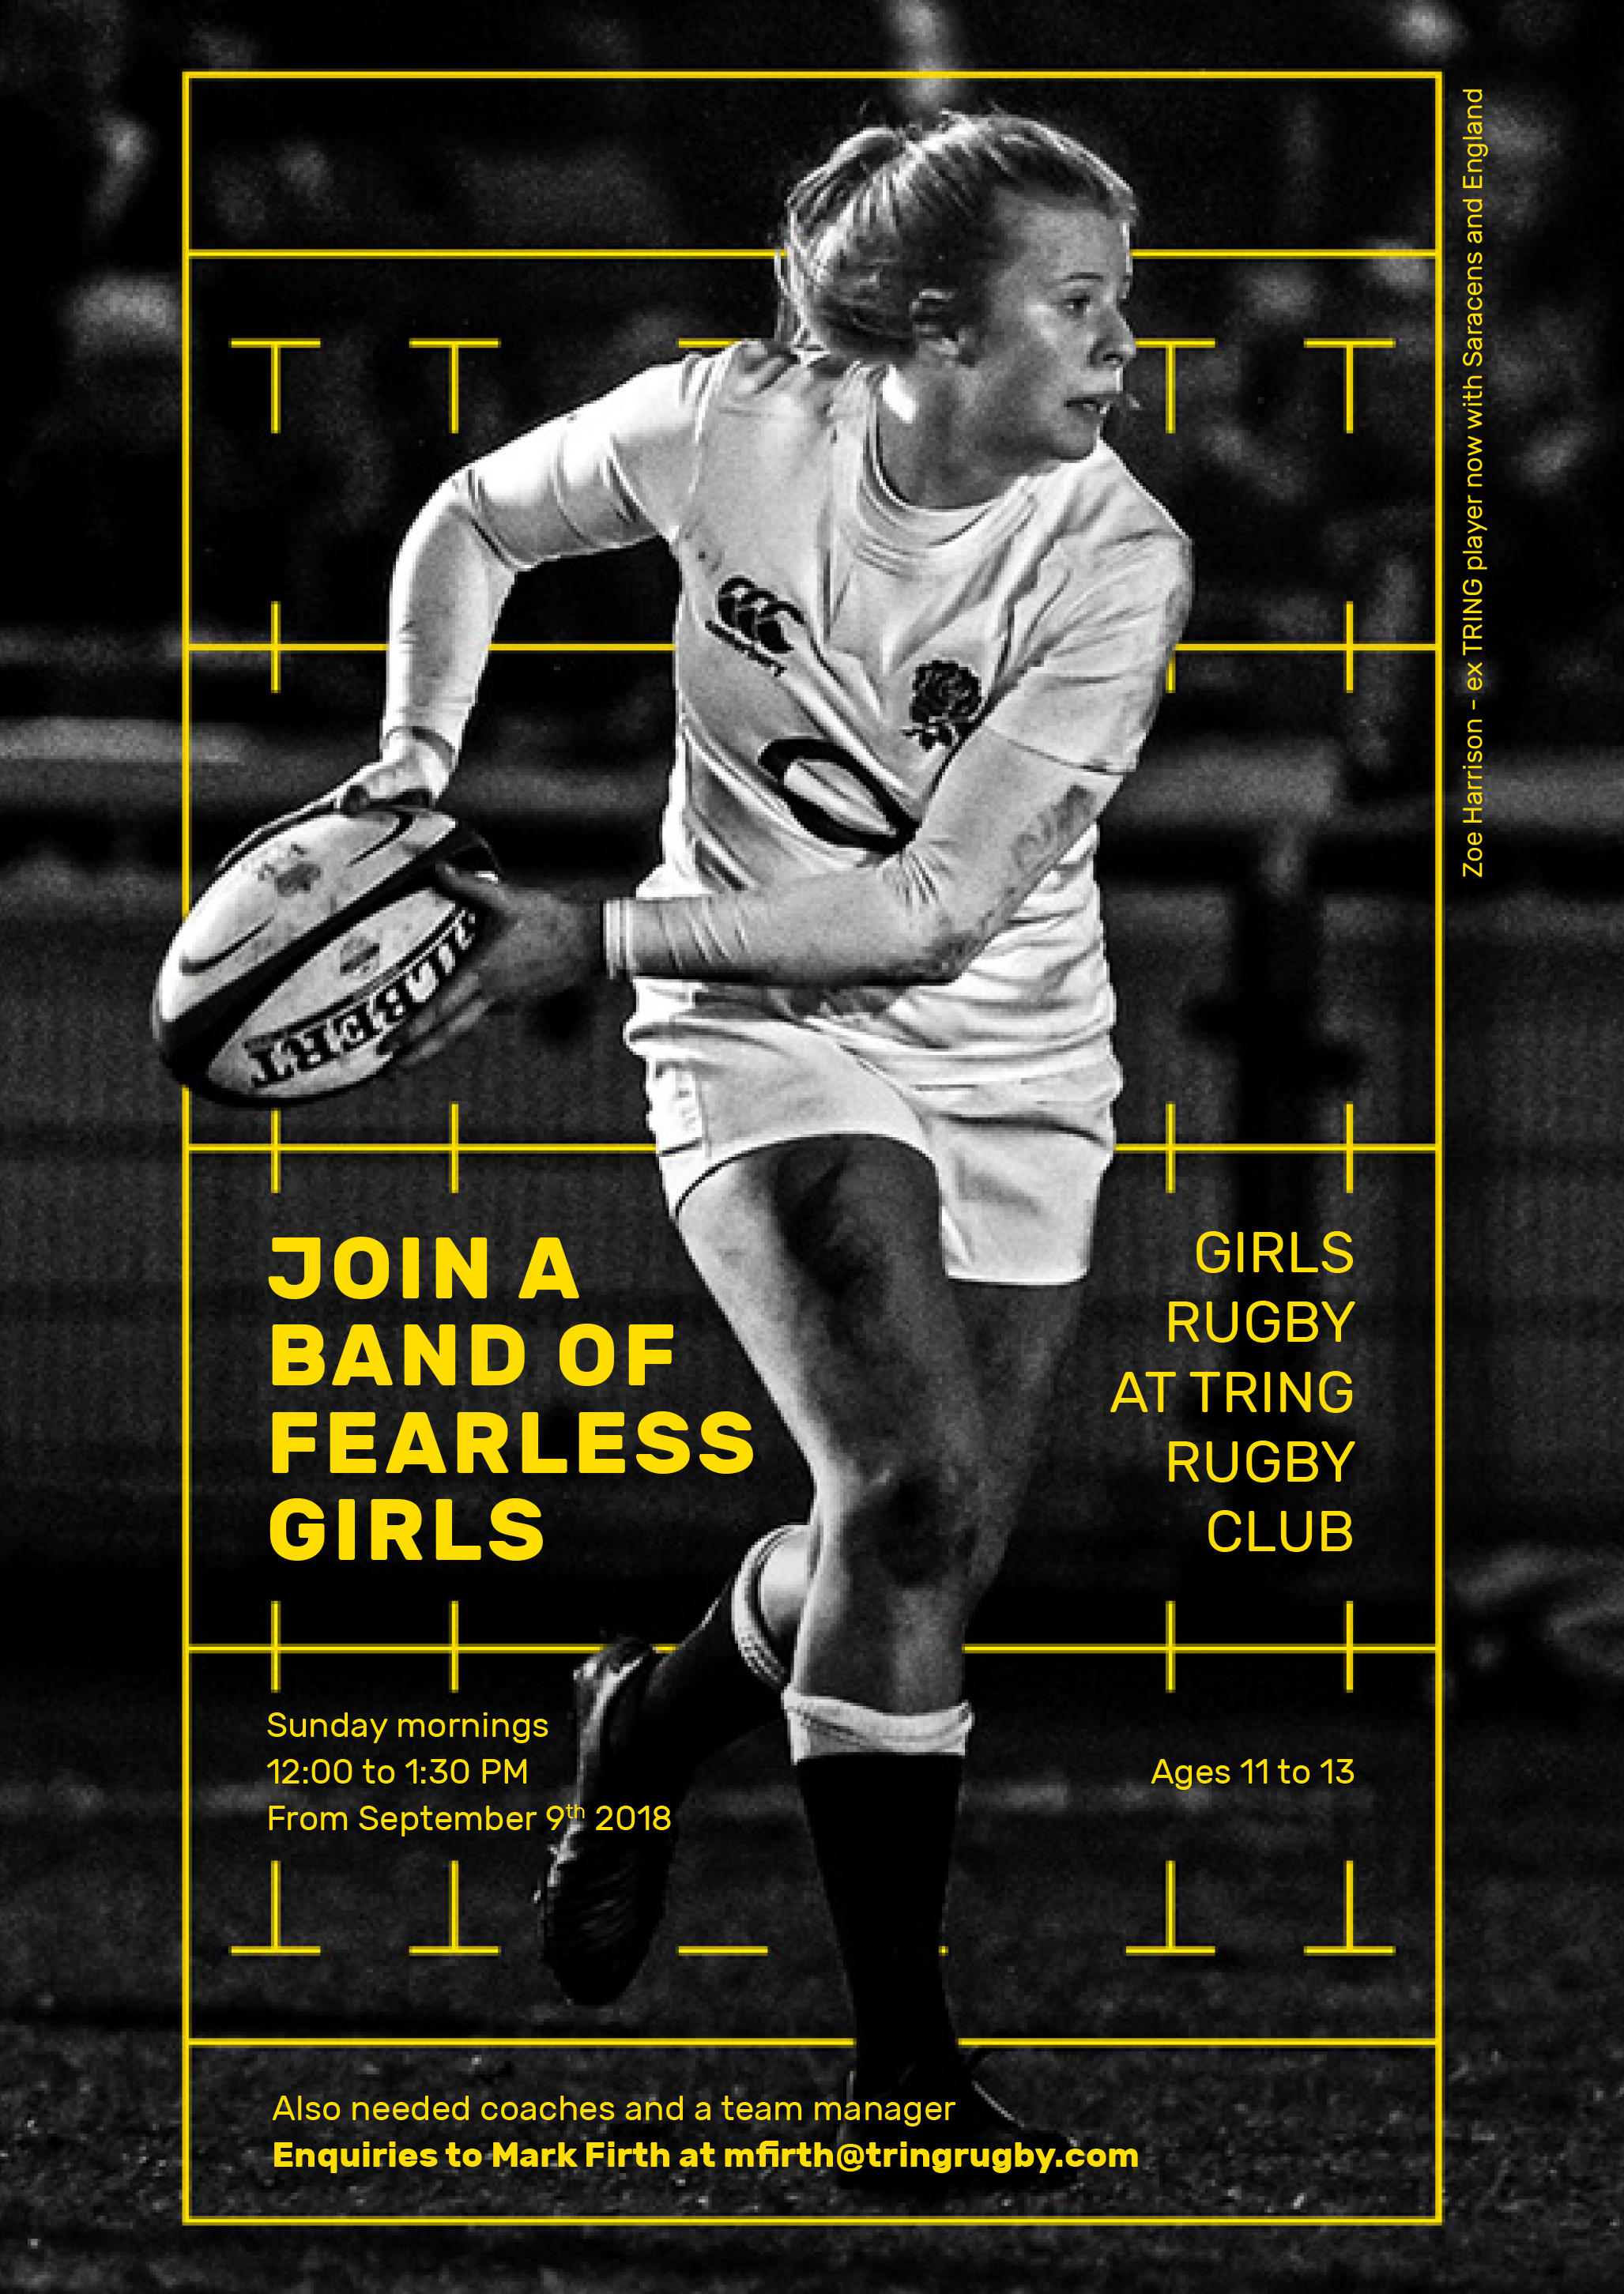 Zoe Harrison - ex TRING player now with Saracens and England
GILBERT
JOIN A
BAND OF
FEARLESS
GIRLS
GIRLS
RUGBY
AT TRING
RUGBY
CLUB
Sunday mornings
12:00 to 1:30 PM
From September 9th 2018
Ages 11 to 13
Also needed coaches and a team manager
Enquiries to Mark Firth at mfirth@tringrugby.com